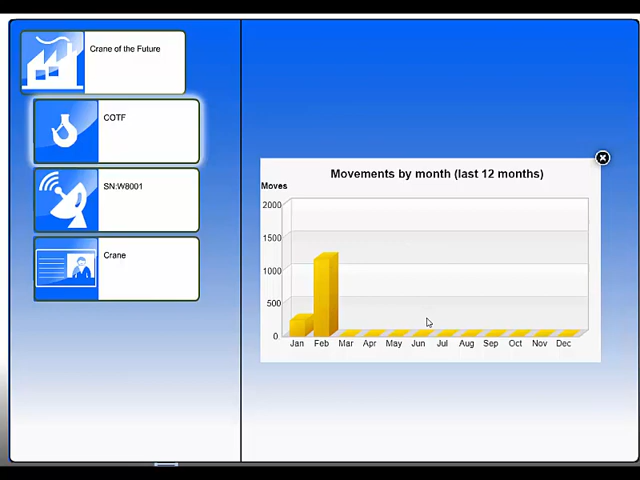 Crane of the Future
COTF
SN:W8001
Crane
Movements by month (last 12 months)
Moves
2000
1500
1000
500
0
Jan Feb Mar Apr May Jun Jul Aug Sep Oct Nov Dec